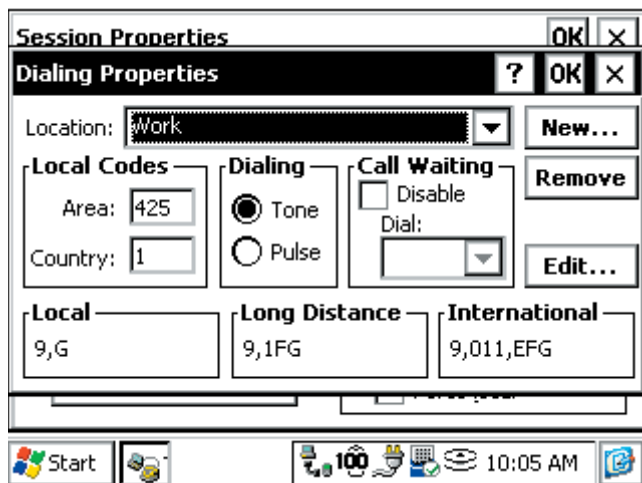 Session Properties OK
Dialing Properties ? OK
Location: Work New...
Local Codes Dialing Call Waiting Remove
Area: 425 Tone Disable
Dial:
Country: 1 Pulse Edit...
Local Long Distance International
9,G 9,1FG 9,011,EFG
Start 100 10:05 AM